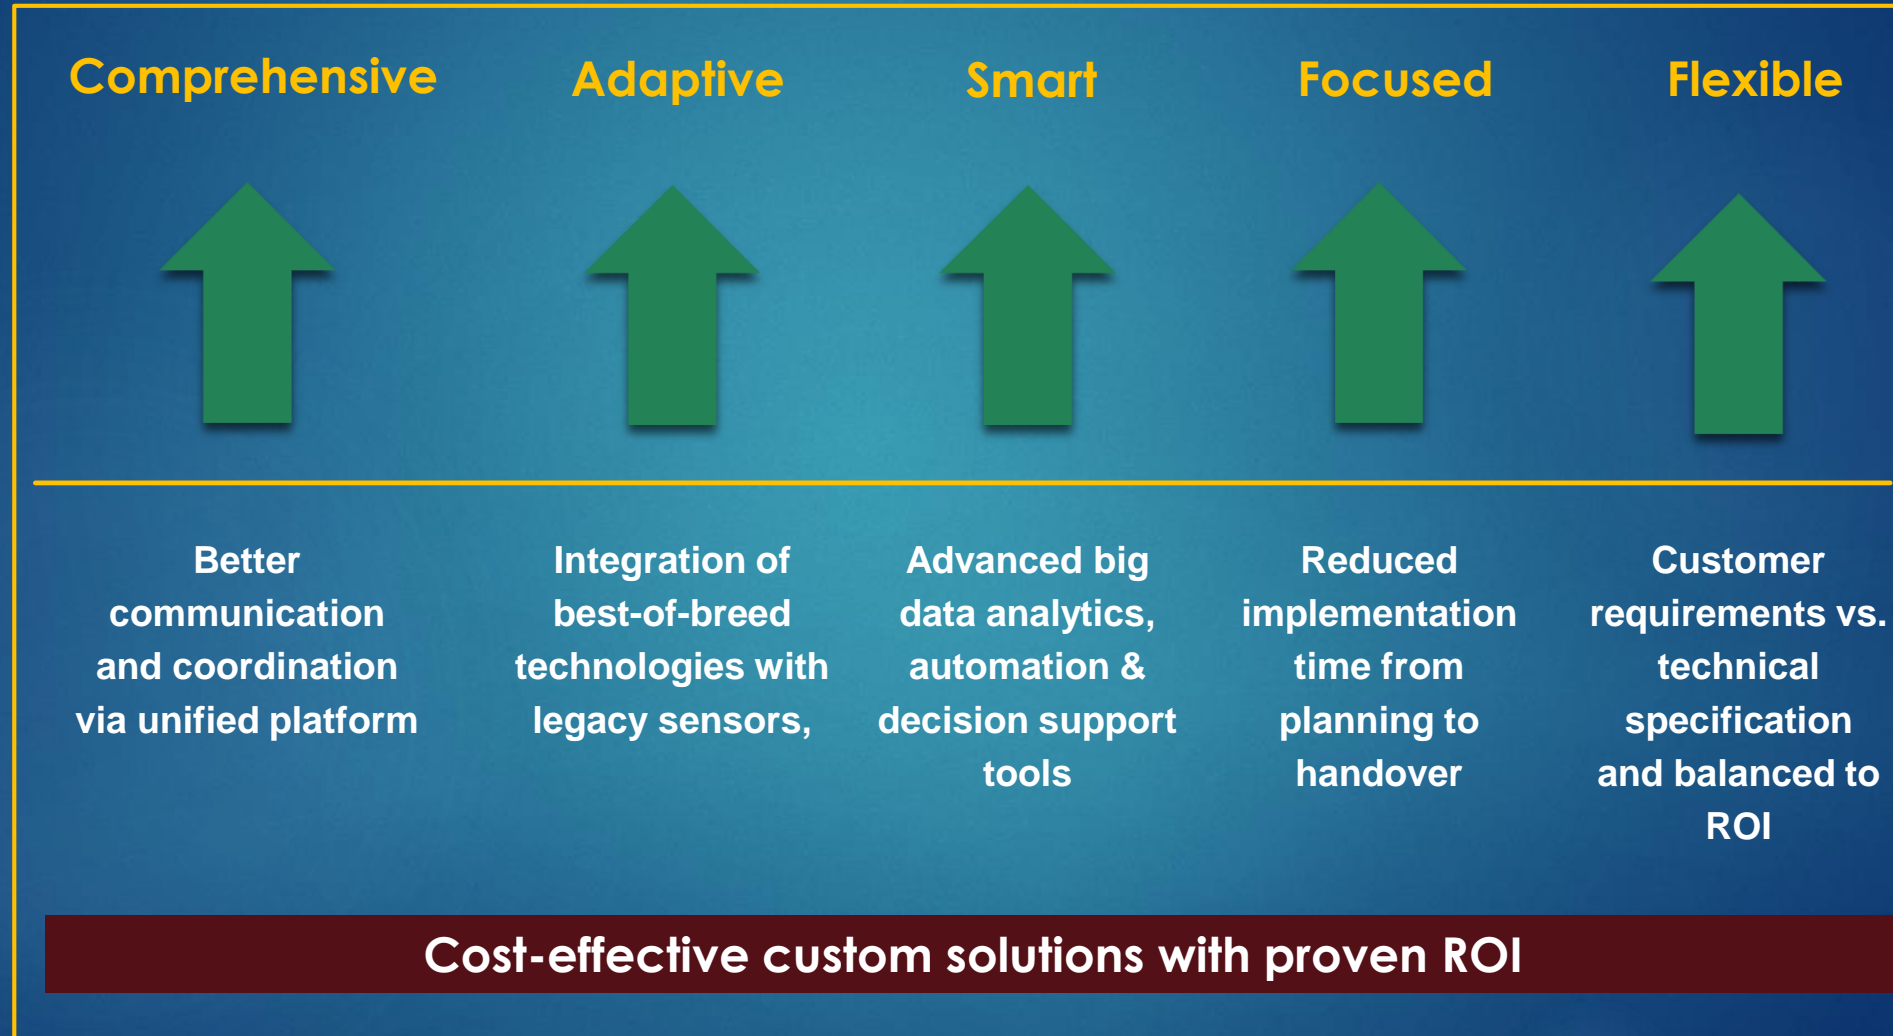 Comprehensive
Adaptive
Smart
Focused
Flexible
Better
communication
and coordination
via unified platform
Integration of
best-of-breed
technologies with
legacy sensors,
Advanced big
data analytics,
automation &
decision support
tools
Reduced
implementation
time from
planning to
handover
Customer
requirements vs.
technical
specification
and balanced to
ROI
Cost-effective custom solutions with proven ROI